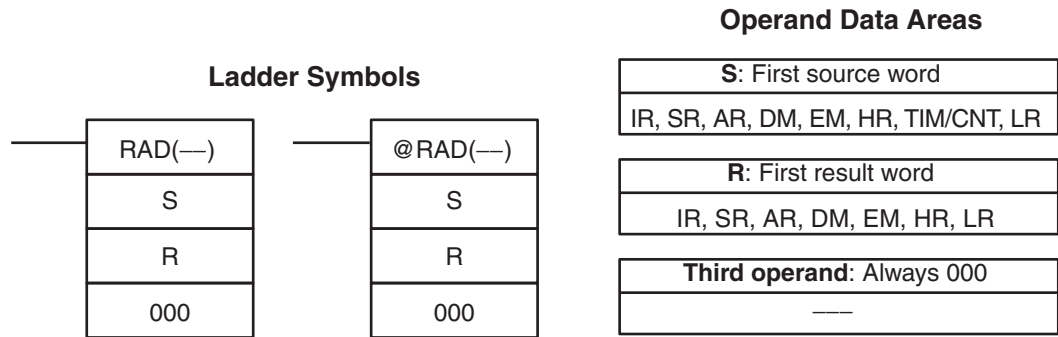 Ladder Symbols
RAD(−−)
S
R
000
@RAD(−−)
S
R
000
Operand Data Areas
S: First source word
IR, SR, AR, DM, EM, HR, TIM/CNT, LR
R: First result word
IR, SR, AR, DM, EM, HR, LR
Third operand: Always 000
−−−